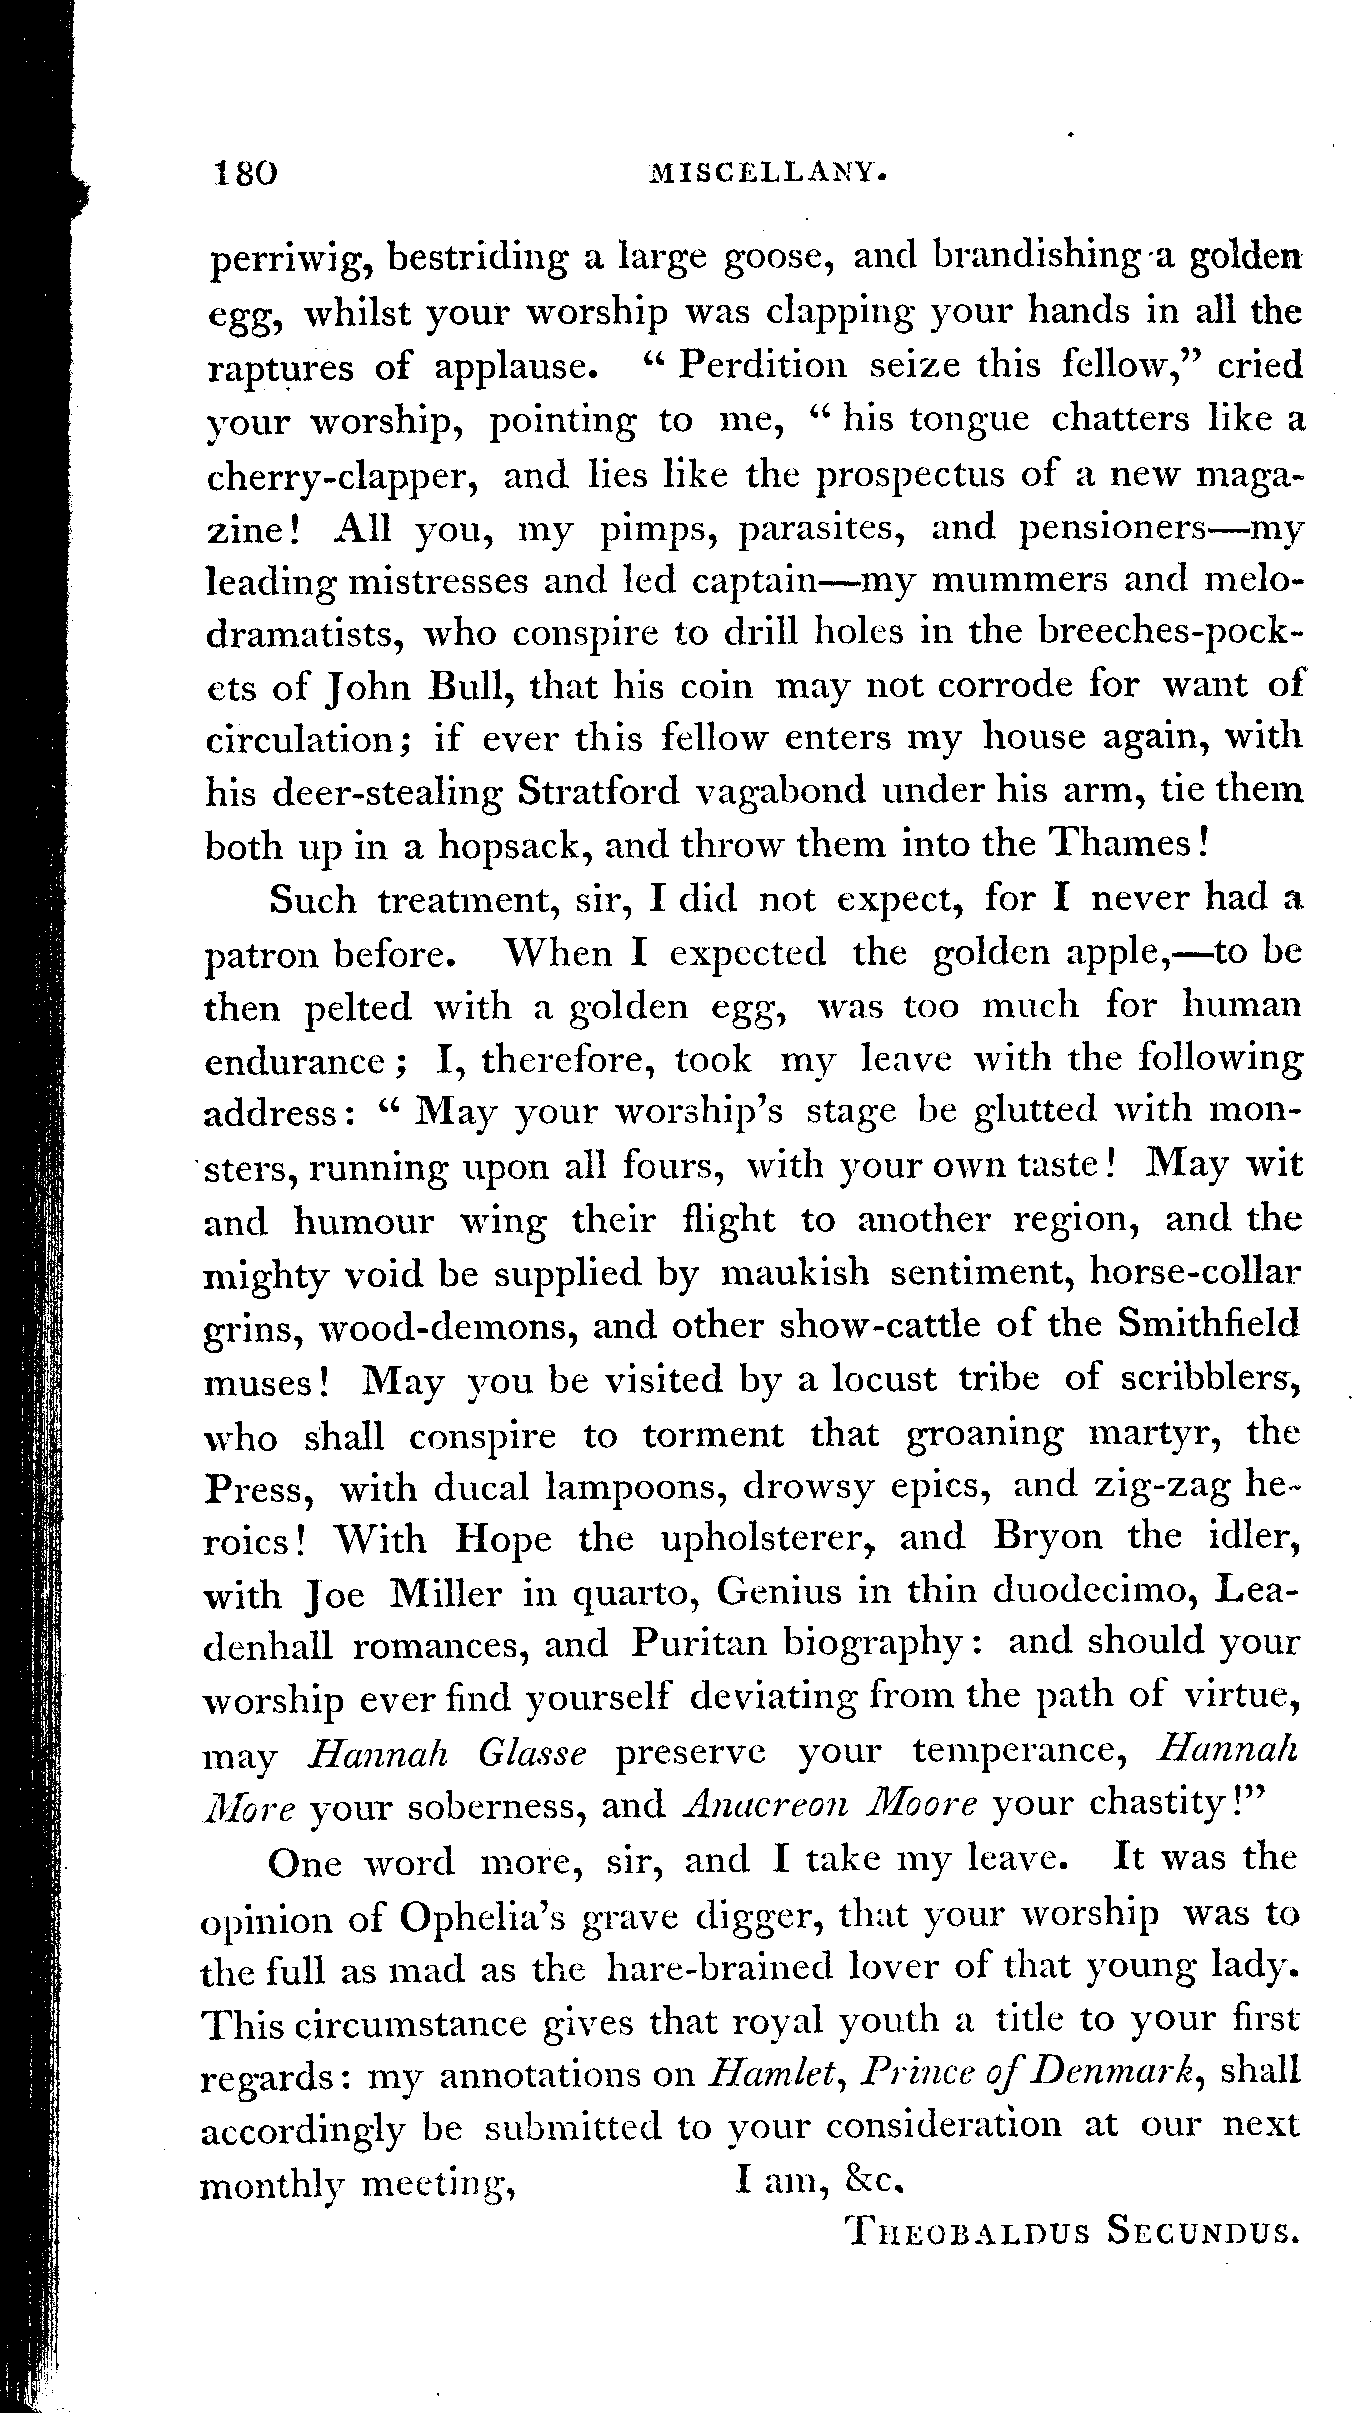 180 MISCELLANY.
perriwig, bestriding a large goose, and brandishing a golden
egg, whilst your worship was clapping your hands in all the
raptures of applause. “ Perdition seize this fellow,” cried
your worship, pointing to me, “ his tongue chatters like a
cherry-clapper, and lies like the prospectus of a new maga-
zine! All you, my pimps, parasites, and pensioners—my
leading mistresses and led captain—my mummers and melo-
dramatists, who conspire to drill holes in the breeches-pock-
ets of John Bull, that his coin may not corrode for want of
circulation; if ever this fellow enters my house again, with
his deer-stealing Stratford vagabond under his arm, tie them
both up in a hopsack, and throw them into the Thames!
Such treatment, sir, I did not expect, for I never had a
patron before. When I expected the golden apple,—to be
then pelted with a golden egg, was too much for human
endurance; I, therefore, took my leave with the following
address: “ May your worship’s stage be glutted with mon-
sters, running upon all fours, with your own taste! May wit
and humour wing their flight to another region, and the
mighty void be supplied by maukish sentiment, horse-collar
grins, wood-demons, and other show-cattle of the Smithfield
muses! May you be visited by a locust tribe of scribblers,
who shall conspire to torment that groaning martyr, the
Press, with ducal lampoons, drowsy epics, and zig-zag he-
roics! With Hope the upholsterer, and Bryon the idler,
with Joe Miller in quarto, Genius in thin duodecimo, Lea-
denhall romances, and Puritan biography: and should your
worship ever find yourself deviating from the path of virtue,
may Hannah Glasse preserve your temperance, Hannah
More your soberness, and Anacreon Moore your chastity!”
One word more, sir, and I take my leave. It was the
opinion of Ophelia’s grave digger, that your worship was to
the full as mad as the hare-brained lover of that young lady.
This circumstance gives that royal youth a title to your first
regards: my annotations on Hamlet, Prince of Denmark, shall
accordingly be submitted to your consideration at our next
monthly meeting, I am, &c.
THEOBALDUS SECUNDUS.